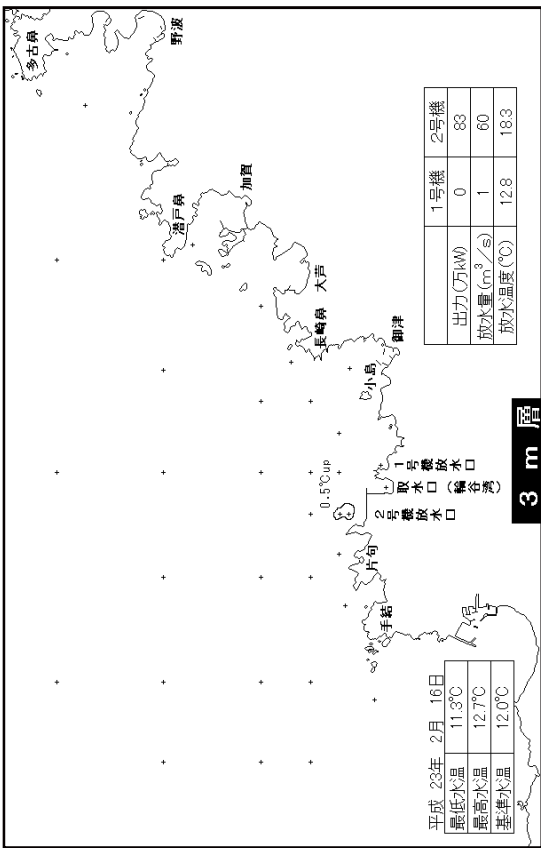 平成 23年 2月 16日
最低水温 11.3℃
最高水温 12.7℃
基準水温 12.0℃
手結
片句
0.5℃up
2号機放水口
取水口(輪谷湾)
1号機放水口
小島
御津
長崎鼻
大芦
加賀
潜戸鼻
野波
多古鼻
1号機 2号機
出力(万kW) 0 83
放水量(m³/s) 1 60
放水温度(℃) 12.8 18.3
3m層